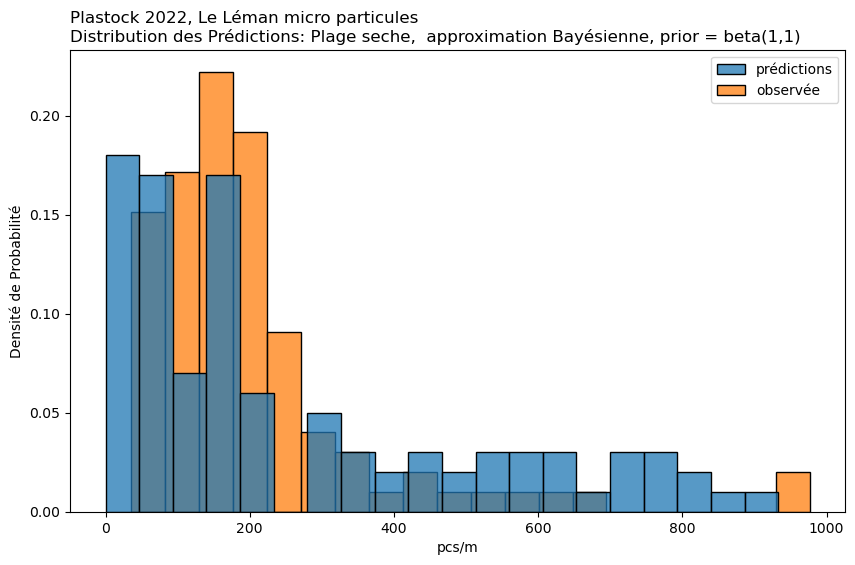 Plastock 2022, Le Léman micro particules
Distribution des Prédictions: Plage seche,  approximation Bayésienne, prior = beta(1,1)
prédictions
observée
Densité de Probabilité
0.20
0.15
0.10
0.05
0.00
0
200
400
600
800
1000
pcs/m